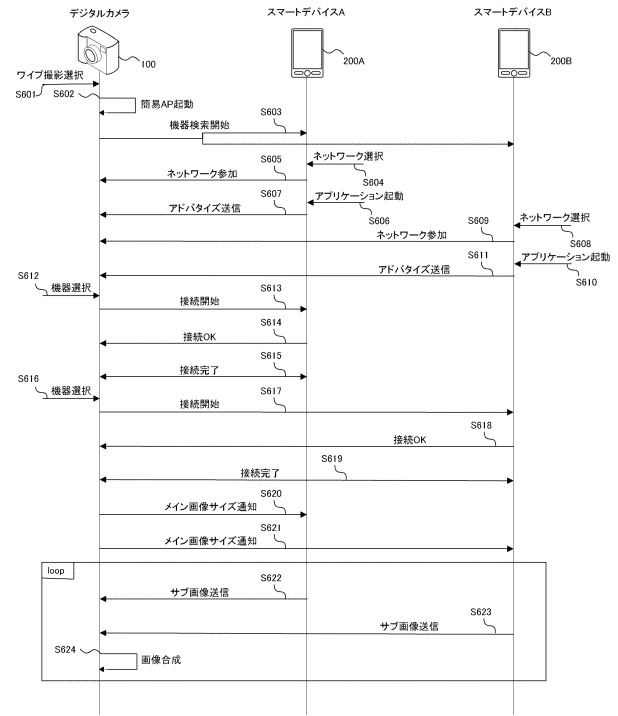 デジタルカメラ
スマートデバイスA
スマートデバイスB
100
200A
200B
ワイプ撮影選択
S601
S602
簡易AP起動
S603
機器検索開始
ネットワーク選択
S604
S605
ネットワーク参加
アプリケーション起動
S606
S607
アドバタイズ送信
ネットワーク選択
S608
S609
ネットワーク参加
アプリケーション起動
S610
S611
アドバタイズ送信
S612
機器選択
S613
接続開始
S614
接続OK
S615
接続完了
S616
機器選択
S617
接続開始
S618
接続OK
S619
接続完了
S620
メイン画像サイズ通知
S621
メイン画像サイズ通知
loop
S622
サブ画像送信
S623
サブ画像送信
S624
画像合成